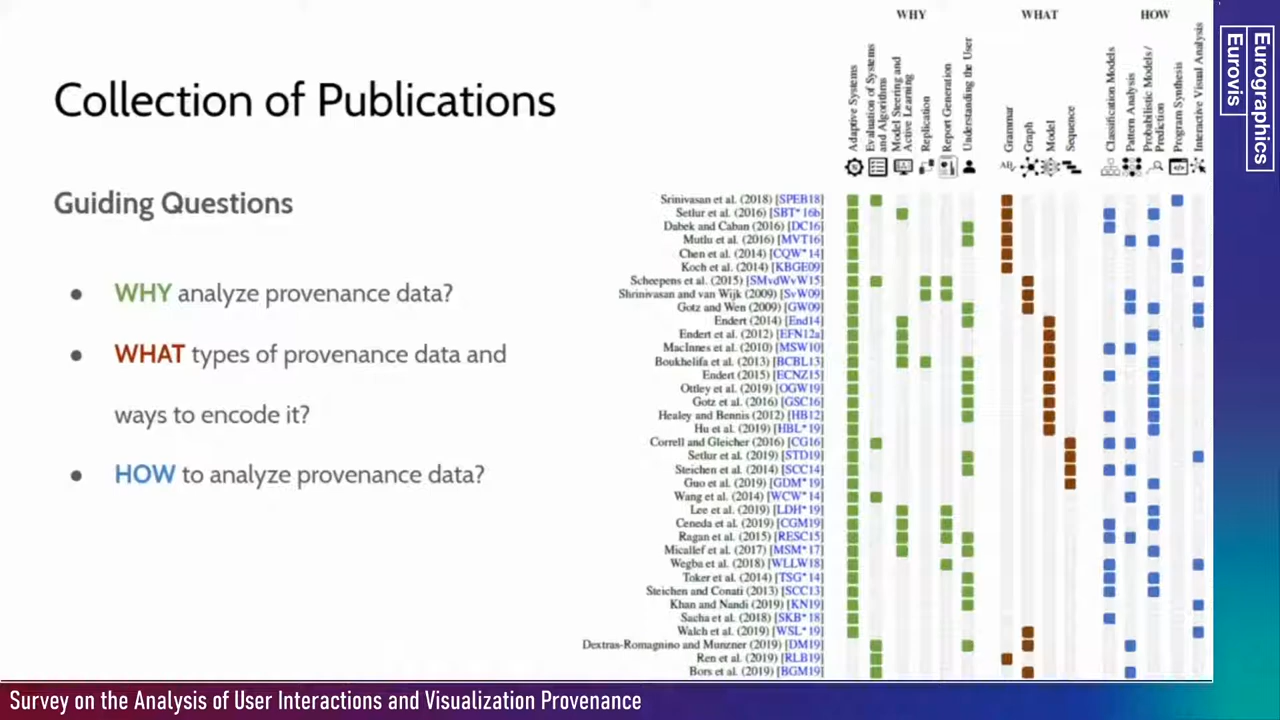 Collection of Publications
Guiding Questions
● WHY analyze provenance data?
● WHAT types of provenance data and
ways to encode it?
● HOW to analyze provenance data?
WHY
WHAT
HOW
Adaptive Systems
Evaluation of Systems
and Algorithms
Model Steering and
Active Learning
Replication
Report Generation
Understanding the User
Grammar
Graph
Model
Sequence
Classification Models
Pattern Analysis
Probabilistic Models /
Prediction
Program Synthesis
Interactive Visual Analysis
Srinivasan et al. (2018) [SPEB18]
Setlur et al. (2016) [SBT*16b]
Dabek and Caban (2016) [DC16]
Mutlu et al. (2016) [MVT16]
Chen et al. (2014) [CQW*14]
Koch et al. (2014) [KBGE09]
Scheepens et al. (2015) [SMvdWvW15]
Shrinivasan and van Wijk (2009) [SvW09]
Gotz and Wen (2009) [GW09]
Endert (2014) [End14]
Endert et al. (2012) [EFN12a]
MacInnes et al. (2010) [MSW10]
Boukhelifa et al. (2013) [BCBL13]
Endert et al. (2015) [ECNZ15]
Ottley et al. (2019) [OGW19]
Gotz et al. (2016) [GSC16]
Healey and Dennis (2012) [HB12]
Hu et al. (2019) [HBL*19]
Correll and Gleicher (2016) [CG16]
Setlur et al. (2019) [STD19]
Steichen et al. (2014) [SCC14]
Guo et al. (2019) [GDM*19]
Wang et al. (2014) [WCW*14]
Lee et al. (2019) [LDH*19]
Ceneda et al. (2019) [CGM19]
Ragan et al. (2015) [RESC15]
Micallef et al. (2017) [MSM*17]
Wegba et al. (2018) [WLLW18]
Toker et al. (2014) [TSG*14]
Steichen and Conati (2013) [SCC13]
Khan and Nandi (2019) [KN19]
Sacha et al. (2018) [SKB*18]
Walch et al. (2019) [WSL*19]
Dextras-Romagnino and Munzner (2019) [DM19]
Ren et al. (2019) [RLB19]
Bors et al. (2019) [BGM19]
Eurographics
Eurovis
Survey on the Analysis of User Interactions and Visualization Provenance